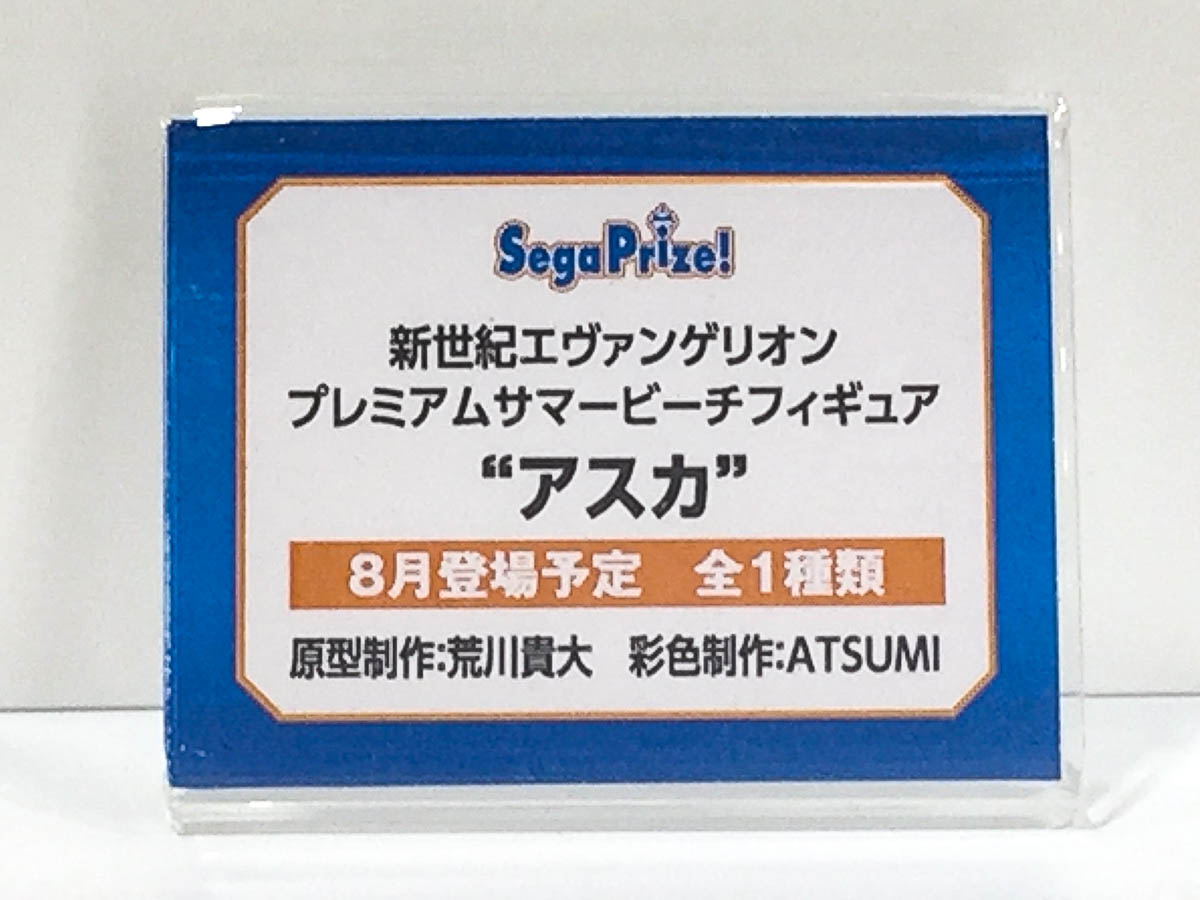 SegaPrize!
新世紀エヴァンゲリオン
プレミアムサマービーチフィギュア
“アスカ”
8月登場予定　全1種類
原型制作:荒川貴大　彩色制作:ATSUMI